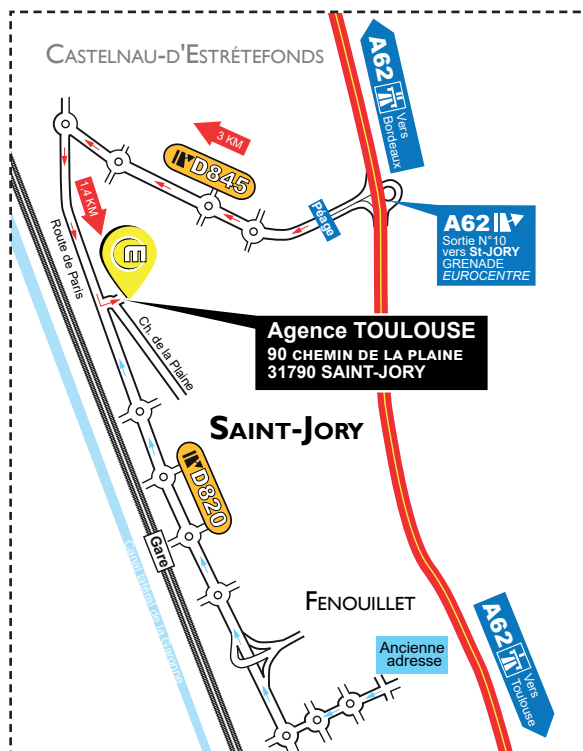 CASTELNAU-D'ESTRÉTEFONDS
A62
Vers
Bordeaux
3 KM
D845
Péage
1.4 KM
A62
Sortie N°10
vers St-JORY
GRENADE
EUROCENTRE
Route de Paris
Ch. de la Plaine
Agence TOULOUSE
90 CHEMIN DE LA PLAINE
31790 SAINT-JORY
SAINT-JORY
D820
Gare
Canal latéral de la Garonne
FENOUILLET
Ancienne
adresse
A62
Vers
Toulouse